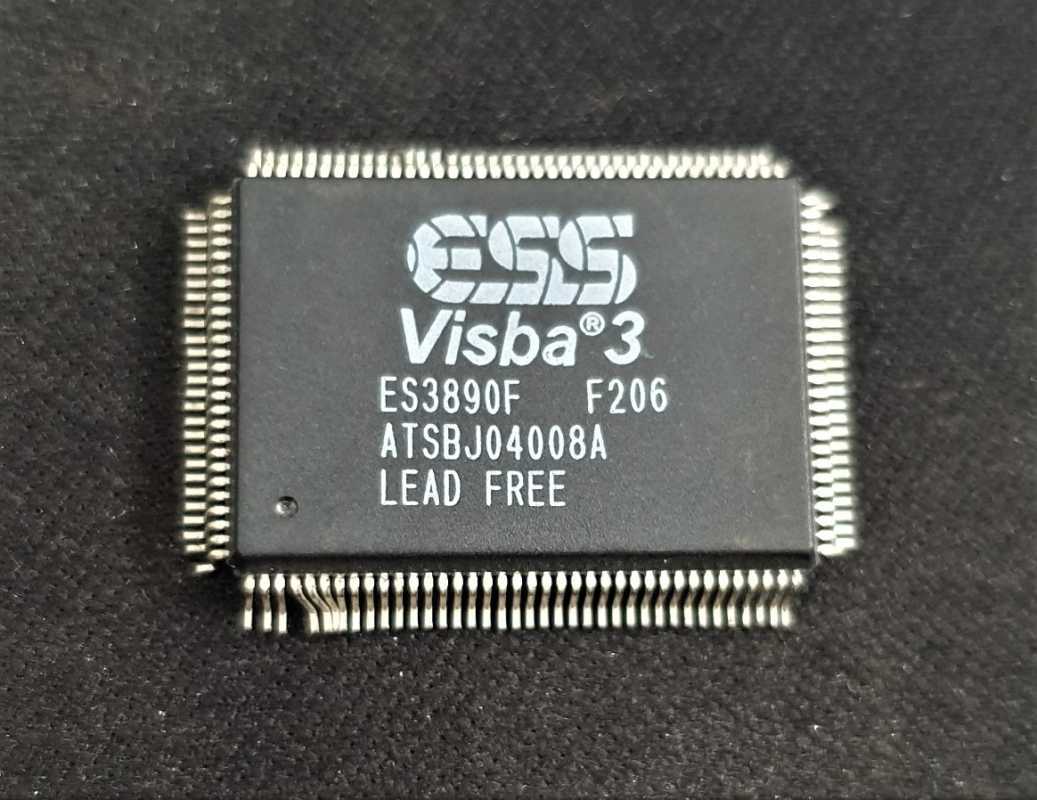 ESS
Visba®3
ES3890F F206
ATSBJ04008A
LEAD FREE